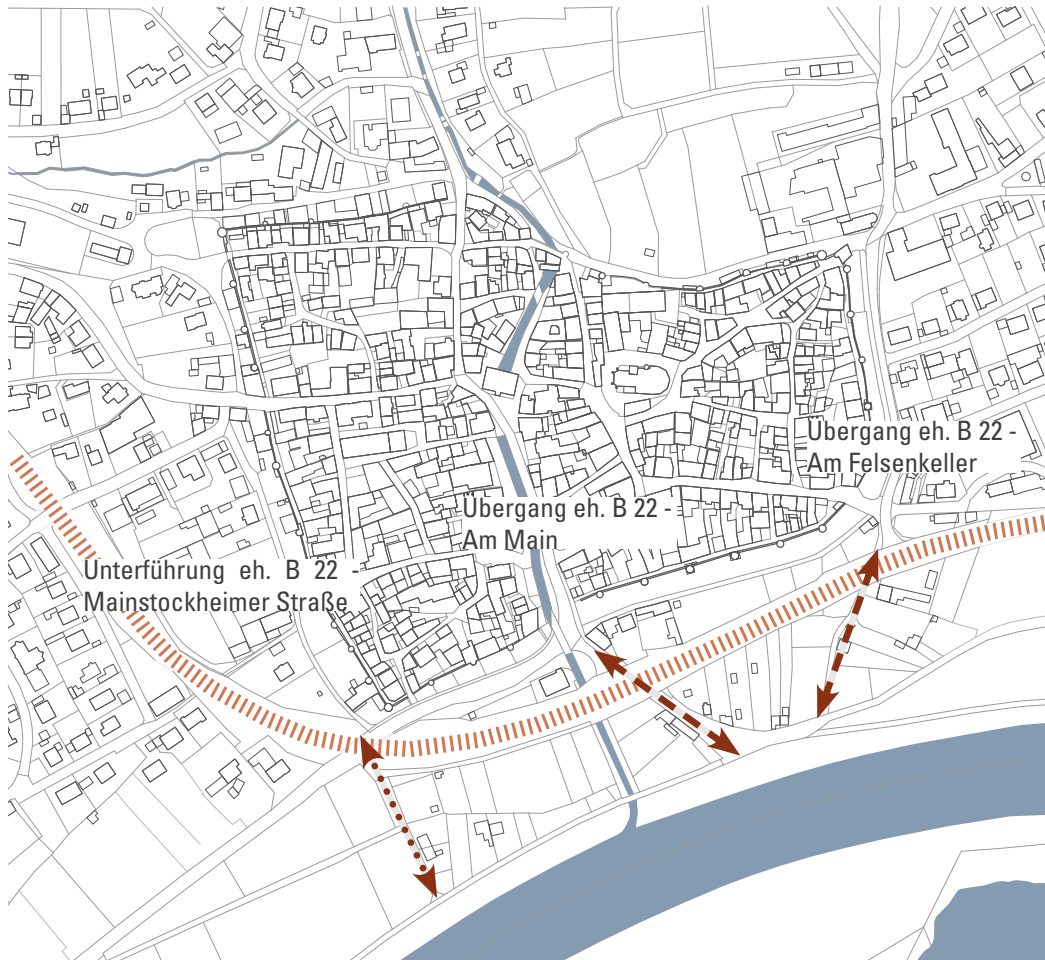 Übergang eh. B 22 -
Am Felsenkeller
Übergang eh. B 22 -
Am Main
Unterführung eh. B 22 -
Mainstockheimer Straße